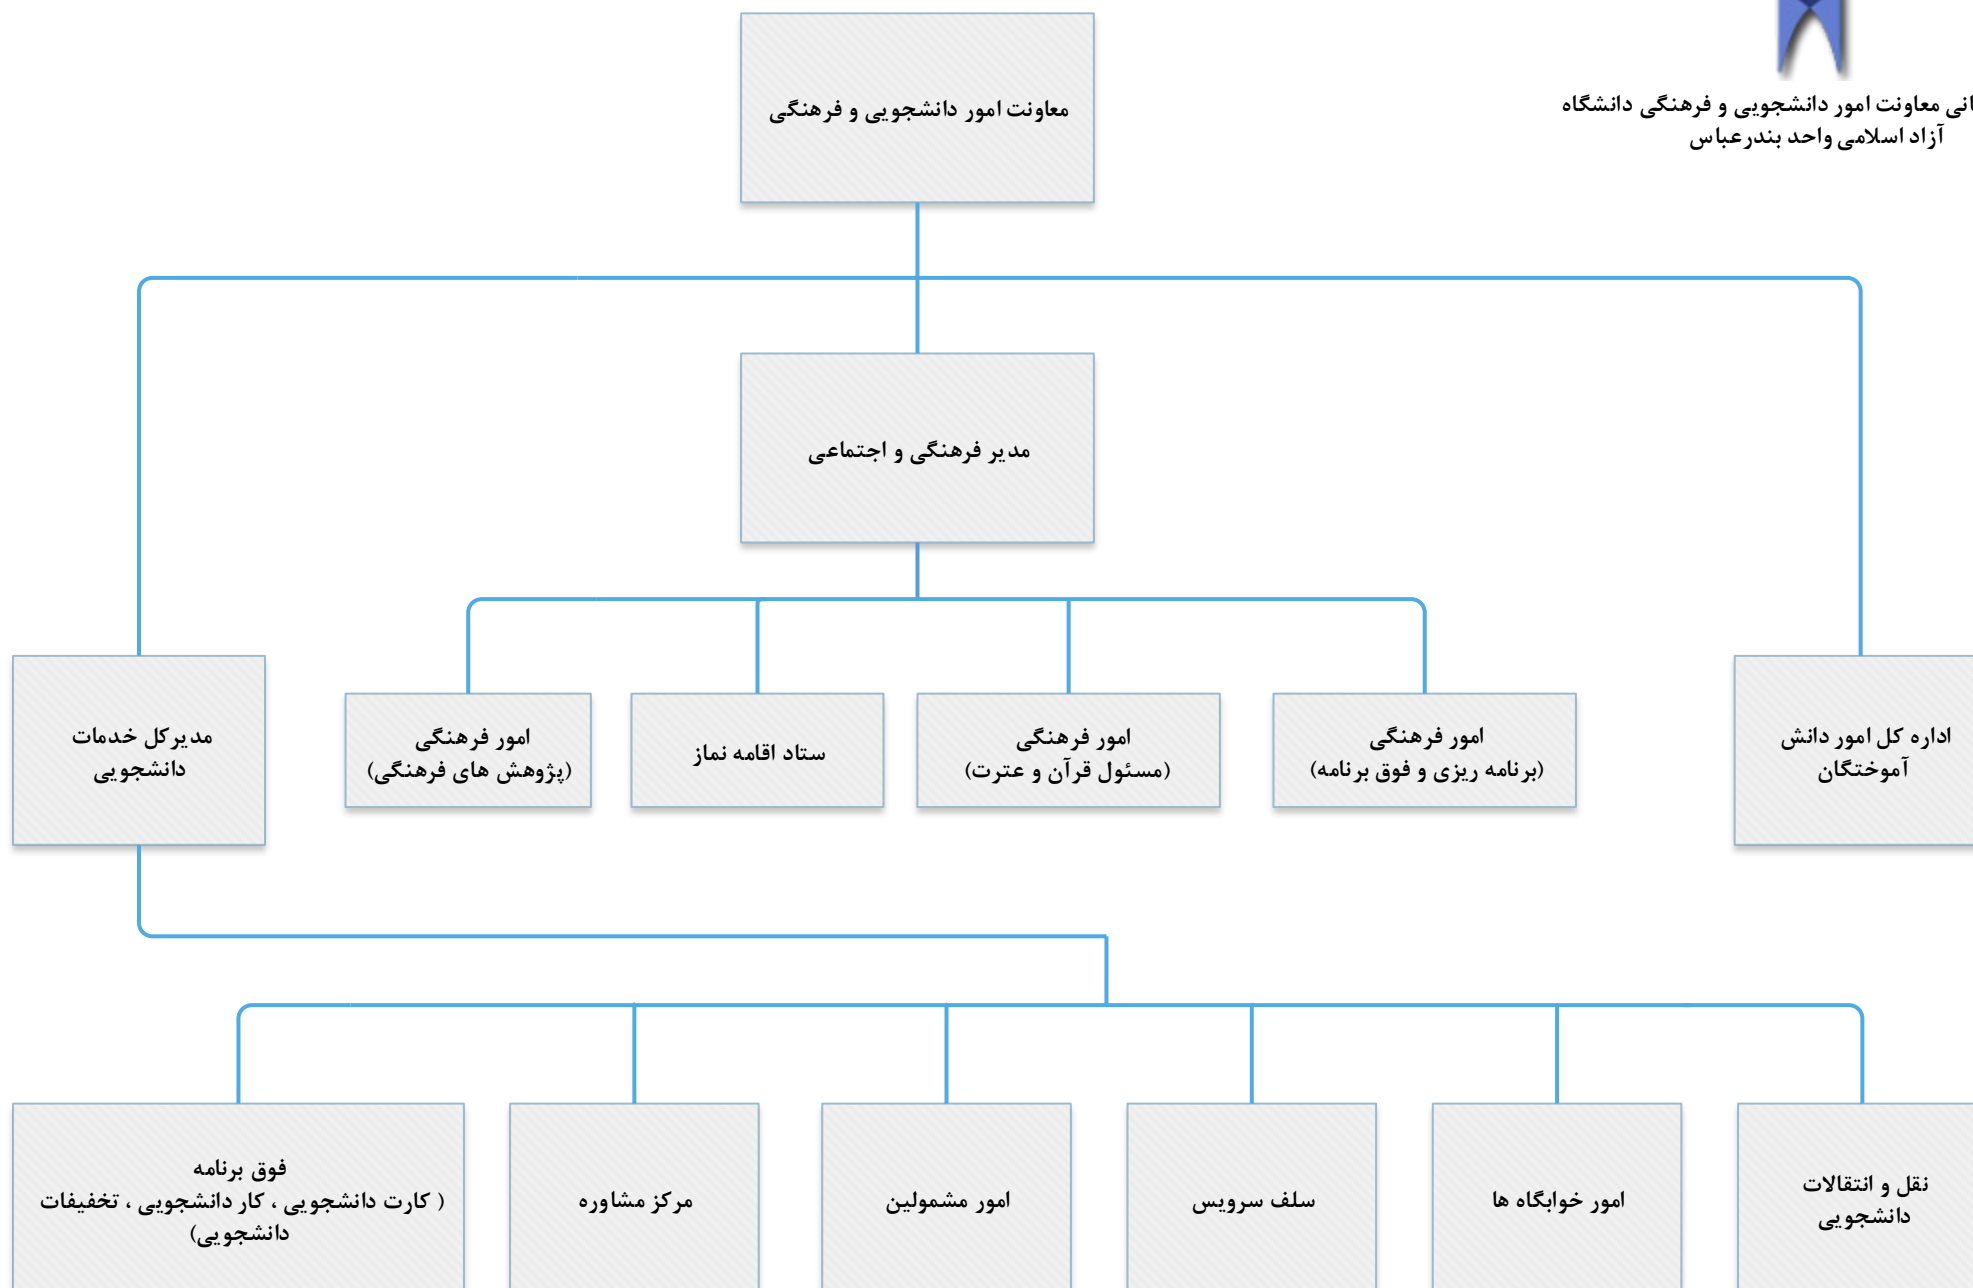 معاونت امور دانشجویی و فرهنگی
معاونت امور دانشجویی و فرهنگی دانشگاه
آزاد اسلامی واحد بندرعباس
مدیر فرهنگی و اجتماعی
اداره کل امور دانش
آموختگان
امور فرهنگی
(برنامه ریزی و فوق برنامه)
امور فرهنگی
(مسئول قرآن و عترت)
ستاد اقامه نماز
امور فرهنگی
(پژوهش های فرهنگی)
مدیرکل خدمات
دانشجویی
نقل و انتقالات
دانشجویی
امور خوابگاه ها
سلف سرویس
امور مشمولین
مرکز مشاوره
فوق برنامه
( کارت دانشجویی ، کار دانشجویی ، تخفیفات
دانشجویی)